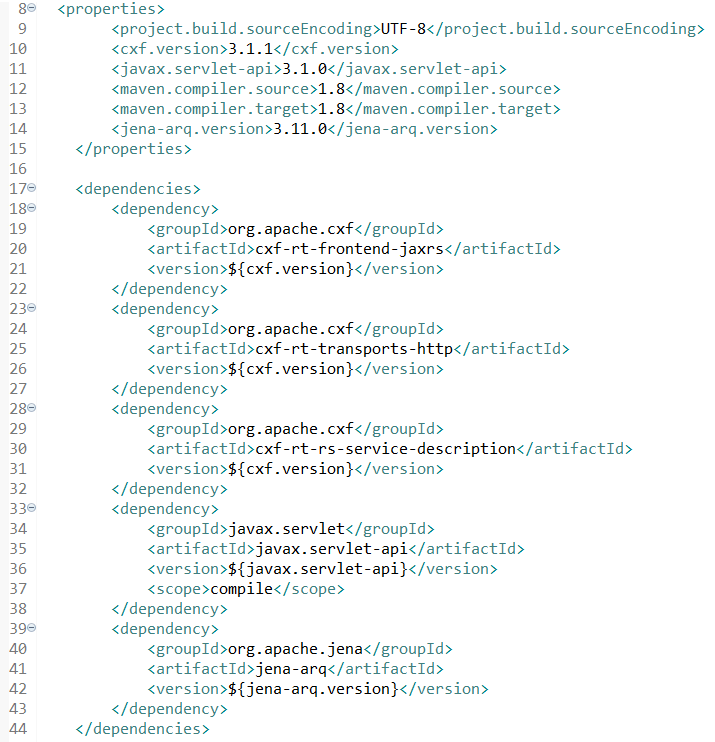 8 <properties>
9 <project.build.sourceEncoding>UTF-8</project.build.sourceEncoding>
10 <cxf.version>3.1.1</cxf.version>
11 <javax.servlet-api>3.1.0</javax.servlet-api>
12 <maven.compiler.source>1.8</maven.compiler.source>
13 <maven.compiler.target>1.8</maven.compiler.target>
14 <jena-arq.version>3.11.0</jena-arq.version>
15 </properties>
16
17 <dependencies>
18 <dependency>
19 <groupId>org.apache.cxf</groupId>
20 <artifactId>cxf-rt-frontend-jaxrs</artifactId>
21 <version>${cxf.version}</version>
22 </dependency>
23 <dependency>
24 <groupId>org.apache.cxf</groupId>
25 <artifactId>cxf-rt-transports-http</artifactId>
26 <version>${cxf.version}</version>
27 </dependency>
28 <dependency>
29 <groupId>org.apache.cxf</groupId>
30 <artifactId>cxf-rt-rs-service-description</artifactId>
31 <version>${cxf.version}</version>
32 </dependency>
33 <dependency>
34 <groupId>javax.servlet</groupId>
35 <artifactId>javax.servlet-api</artifactId>
36 <version>${javax.servlet-api}</version>
37 <scope>compile</scope>
38 </dependency>
39 <dependency>
40 <groupId>org.apache.jena</groupId>
41 <artifactId>jena-arq</artifactId>
42 <version>${jena-arq.version}</version>
43 </dependency>
44 </dependencies>